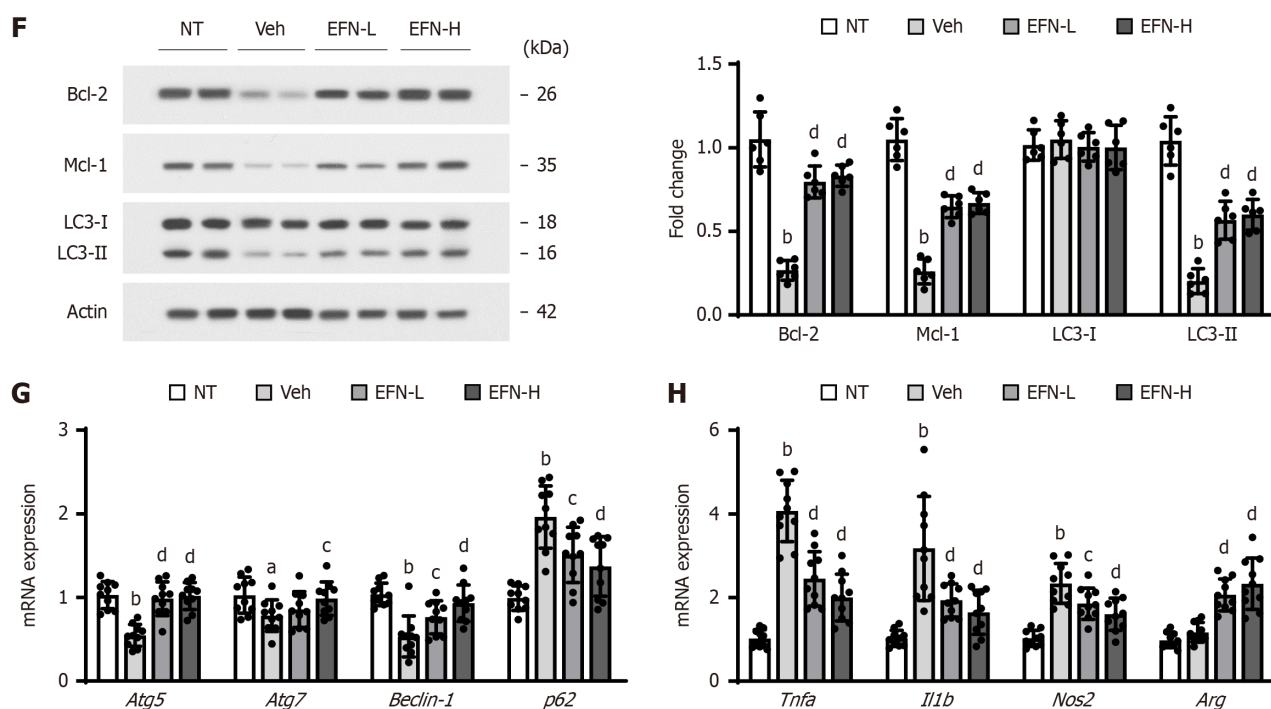 F
NT Veh EFN-L EFN-H
(kDa)
Bcl-2 – 26
Mcl-1 – 35
LC3-I – 18
LC3-II – 16
Actin – 42
NT Veh EFN-L EFN-H
Fold change
1.5
1.0
0.5
0.0
b d d b d d b d d
Bcl-2 Mcl-1 LC3-I LC3-II
G
NT Veh EFN-L EFN-H
mRNA expression
3
2
1
0
b d d a c b c d b c d
Atg5 Atg7 Beclin-1 p62
H
NT Veh EFN-L EFN-H
mRNA expression
6
4
2
0
b d d b d d b c d d d
Tnfa Il1b Nos2 Arg